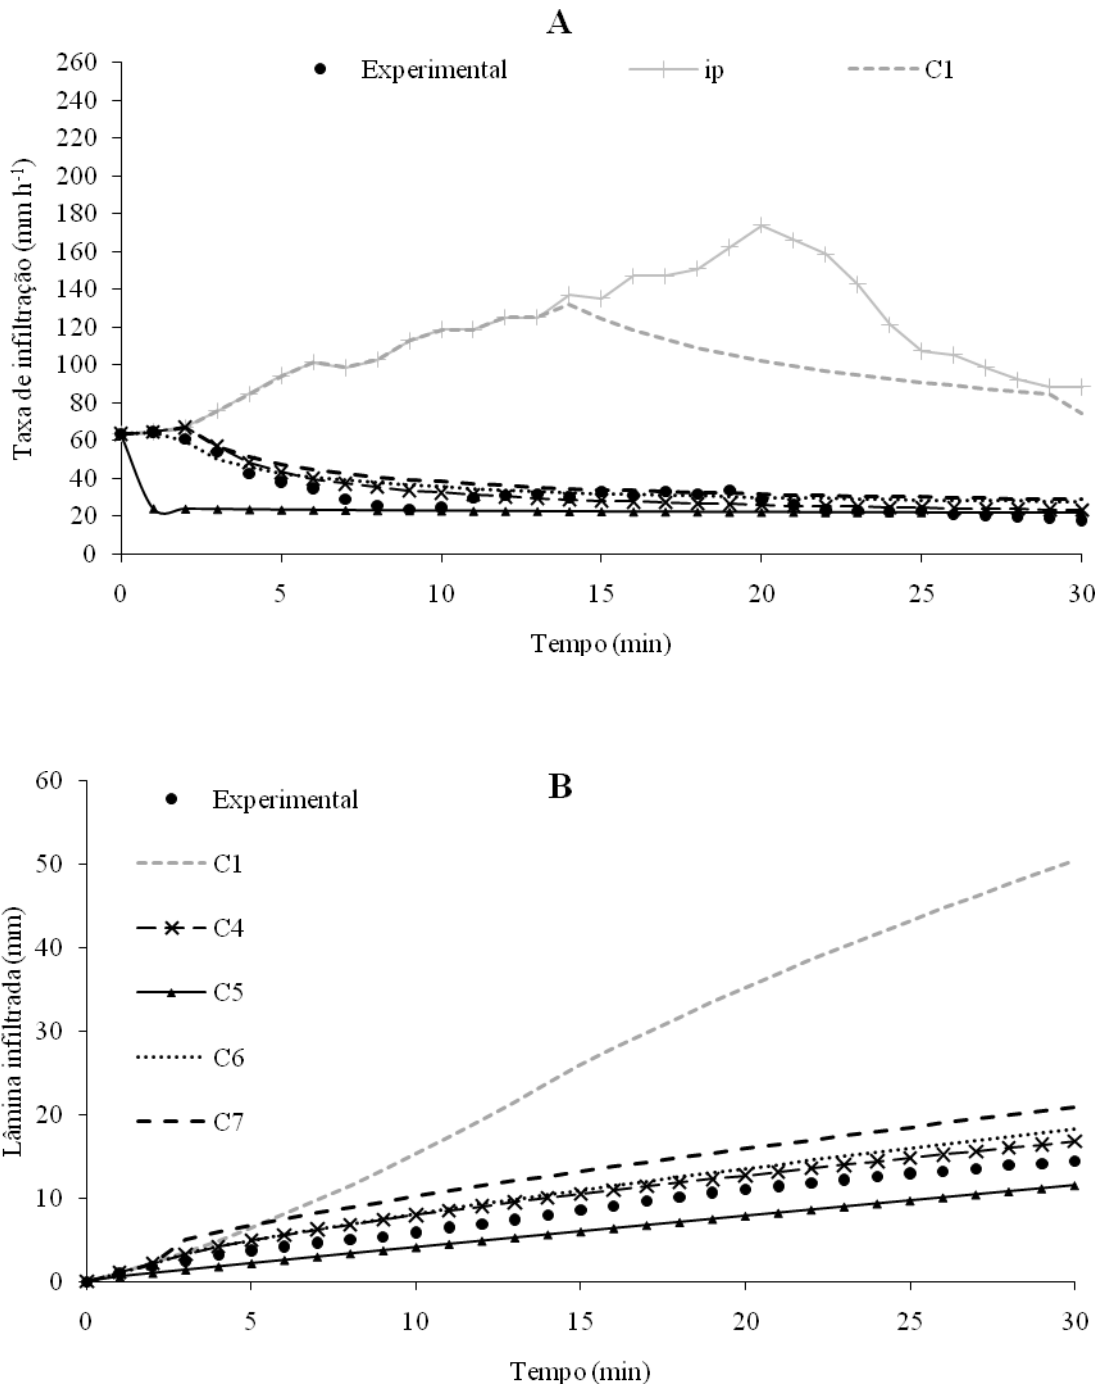 A
Experimental ip C1
260
240
220
200
180
160
140
120
100
80
60
40
20
0
Taxa de infiltração (mm h-1)
0 5 10 15 20 25 30
Tempo (min)
B
Experimental
C1
C4
C5
C6
C7
60
50
40
30
20
10
0
Lâmina infiltrada (mm)
0 5 10 15 20 25 30
Tempo (min)